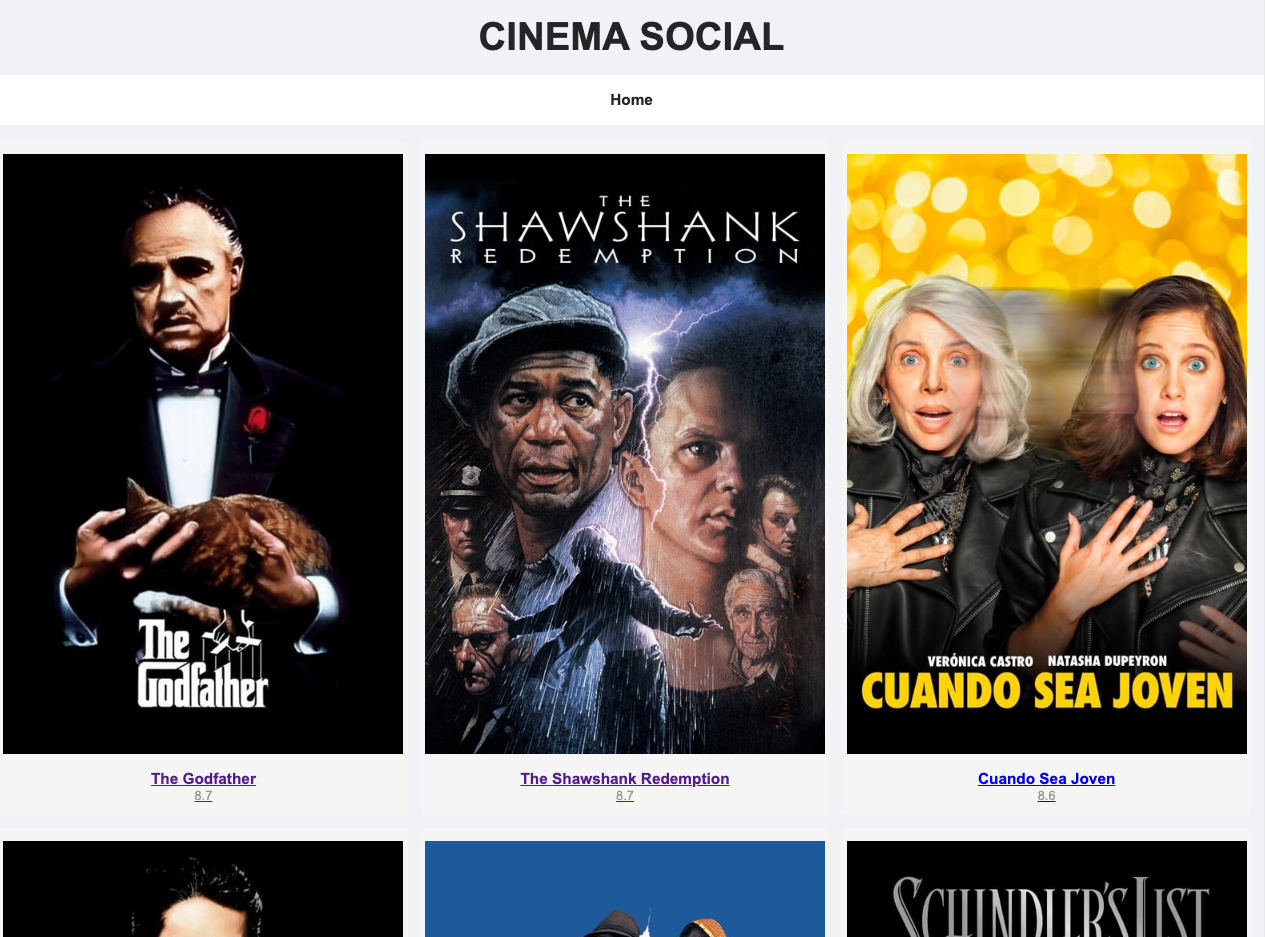 CINEMA SOCIAL
Home
The
Godfather
THE
SHAWSHANK
REDEMPTION
VERÓNICA CASTRO NATASHA DUPEYRON
CUANDO SEA JOVEN
The Godfather
8.7
The Shawshank Redemption
8.7
Cuando Sea Joven
8.6
SCHINDLER'S LIST